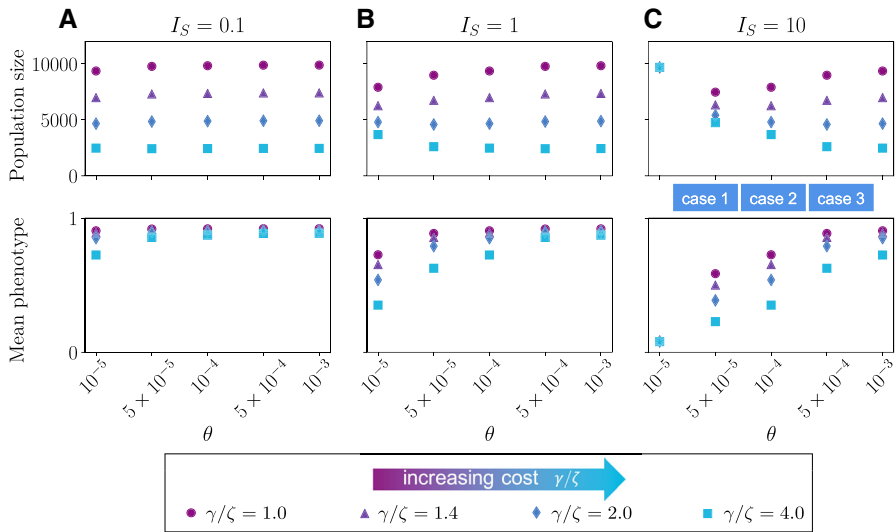 A
I_S = 0.1
B
I_S = 1
C
I_S = 10
Population size
10000
5000
0
case 1
case 2
case 3
Mean phenotype
1
0
10⁻⁵
5 × 10⁻⁵
10⁻⁴
5 × 10⁻⁴
10⁻³
10⁻⁵
5 × 10⁻⁵
10⁻⁴
5 × 10⁻⁴
10⁻³
10⁻⁵
5 × 10⁻⁵
10⁻⁴
5 × 10⁻⁴
10⁻³
θ
θ
θ
increasing cost γ/ζ
γ/ζ = 1.0
γ/ζ = 1.4
γ/ζ = 2.0
γ/ζ = 4.0